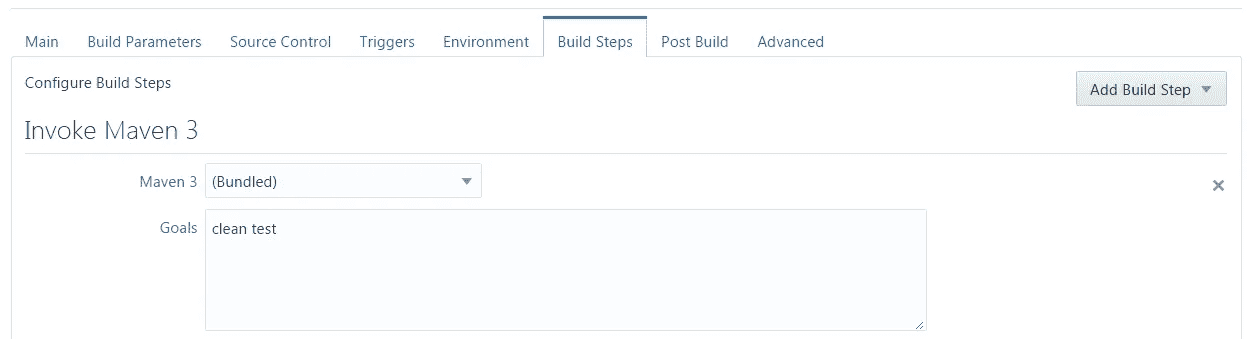 Main Build Parameters Source Control Triggers Environment Build Steps Post Build Advanced
Configure Build Steps
Add Build Step
Invoke Maven 3
Maven 3 (Bundled)
Goals clean test